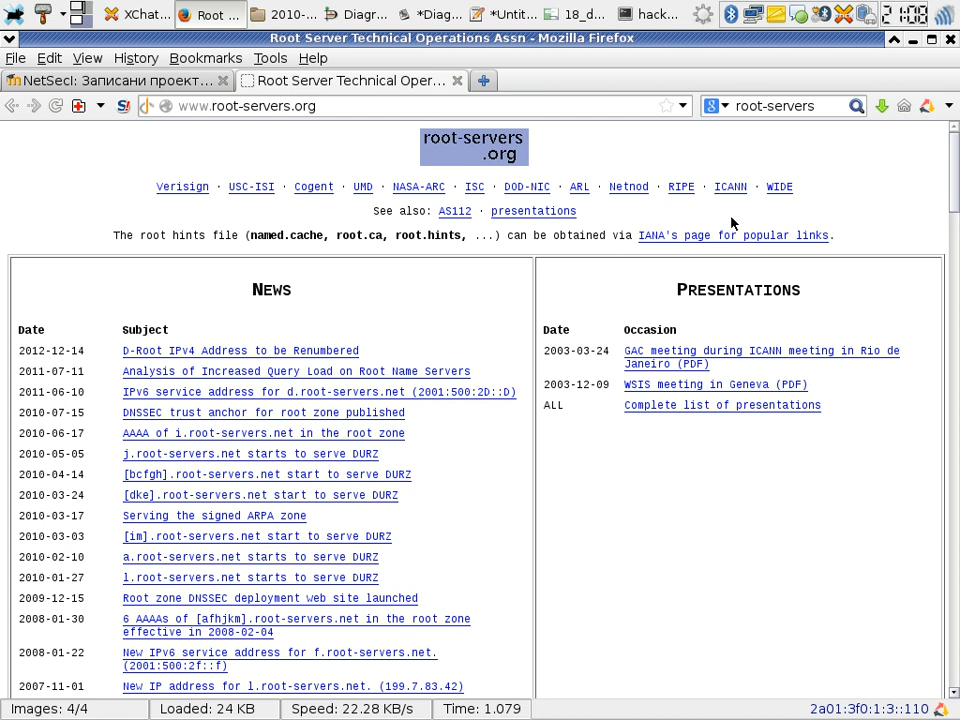 XChat... Root ... 2010-... Diagr... *Diag... *Untit... 18_d... hack... 21:08
Root Server Technical Operations Assn - Mozilla Firefox
File Edit View History Bookmarks Tools Help
NetSecI: Записани проект... Root Server Technical Oper...
www.root-servers.org root-servers
root-servers
.org
Verisign · USC-ISI · Cogent · UMD · NASA-ARC · ISC · DOD-NIC · ARL · Netnod · RIPE · ICANN · WIDE
See also: AS112 · presentations
The root hints file (named.cache, root.ca, root.hints, ...) can be obtained via IANA's page for popular links.
News
Date Subject
2012-12-14 D-Root IPv4 Address to be Renumbered
2011-07-11 Analysis of Increased Query Load on Root Name Servers
2011-06-10 IPv6 service address for d.root-servers.net (2001:500:2D::D)
2010-07-15 DNSSEC trust anchor for root zone published
2010-06-17 AAAA of i.root-servers.net in the root zone
2010-05-05 j.root-servers.net starts to serve DURZ
2010-04-14 [bcfgh].root-servers.net start to serve DURZ
2010-03-24 [dke].root-servers.net start to serve DURZ
2010-03-17 Serving the signed ARPA zone
2010-03-03 [im].root-servers.net start to serve DURZ
2010-02-10 a.root-servers.net starts to serve DURZ
2010-01-27 l.root-servers.net starts to serve DURZ
2009-12-15 Root zone DNSSEC deployment web site launched
2008-01-30 6 AAAAs of [afhjkm].root-servers.net in the root zone
effective in 2008-02-04
2008-01-22 New IPv6 service address for f.root-servers.net.
(2001:500:2f::f)
2007-11-01 New IP address for l.root-servers.net. (199.7.83.42)
Presentations
Date Occasion
2003-03-24 GAC meeting during ICANN meeting in Rio de
Janeiro (PDF)
2003-12-09 WSIS meeting in Geneva (PDF)
ALL Complete list of presentations
Images: 4/4 Loaded: 24 KB Speed: 22.28 KB/s Time: 1.079 2a01:3f0:1:3::110